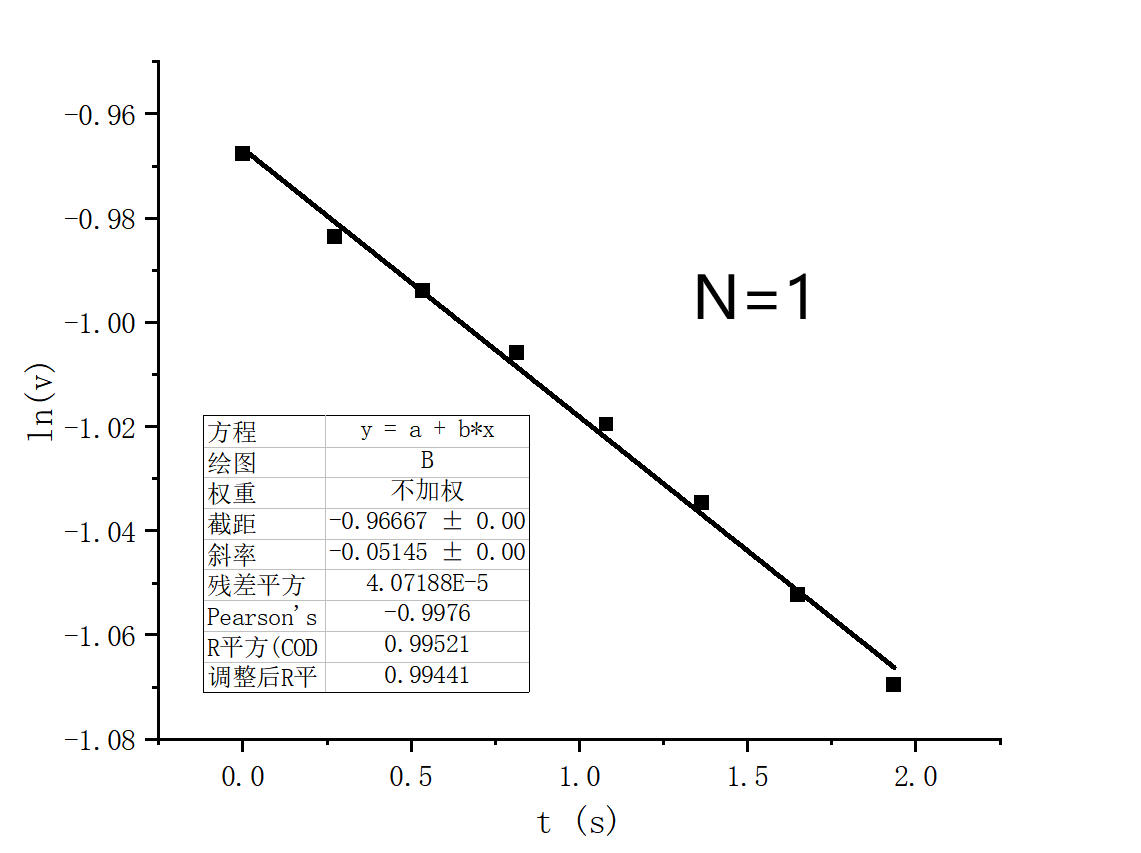 -0.96
-0.98
-1.00
-1.02
-1.04
-1.06
-1.08
ln(v)
N=1
方程 y = a + b*x
绘图 B
权重 不加权
截距 -0.96667 ± 0.00
斜率 -0.05145 ± 0.00
残差平方 4.07188E-5
Pearson's -0.9976
R平方(COD 0.99521
调整后R平 0.99441
0.0 0.5 1.0 1.5 2.0
t (s)